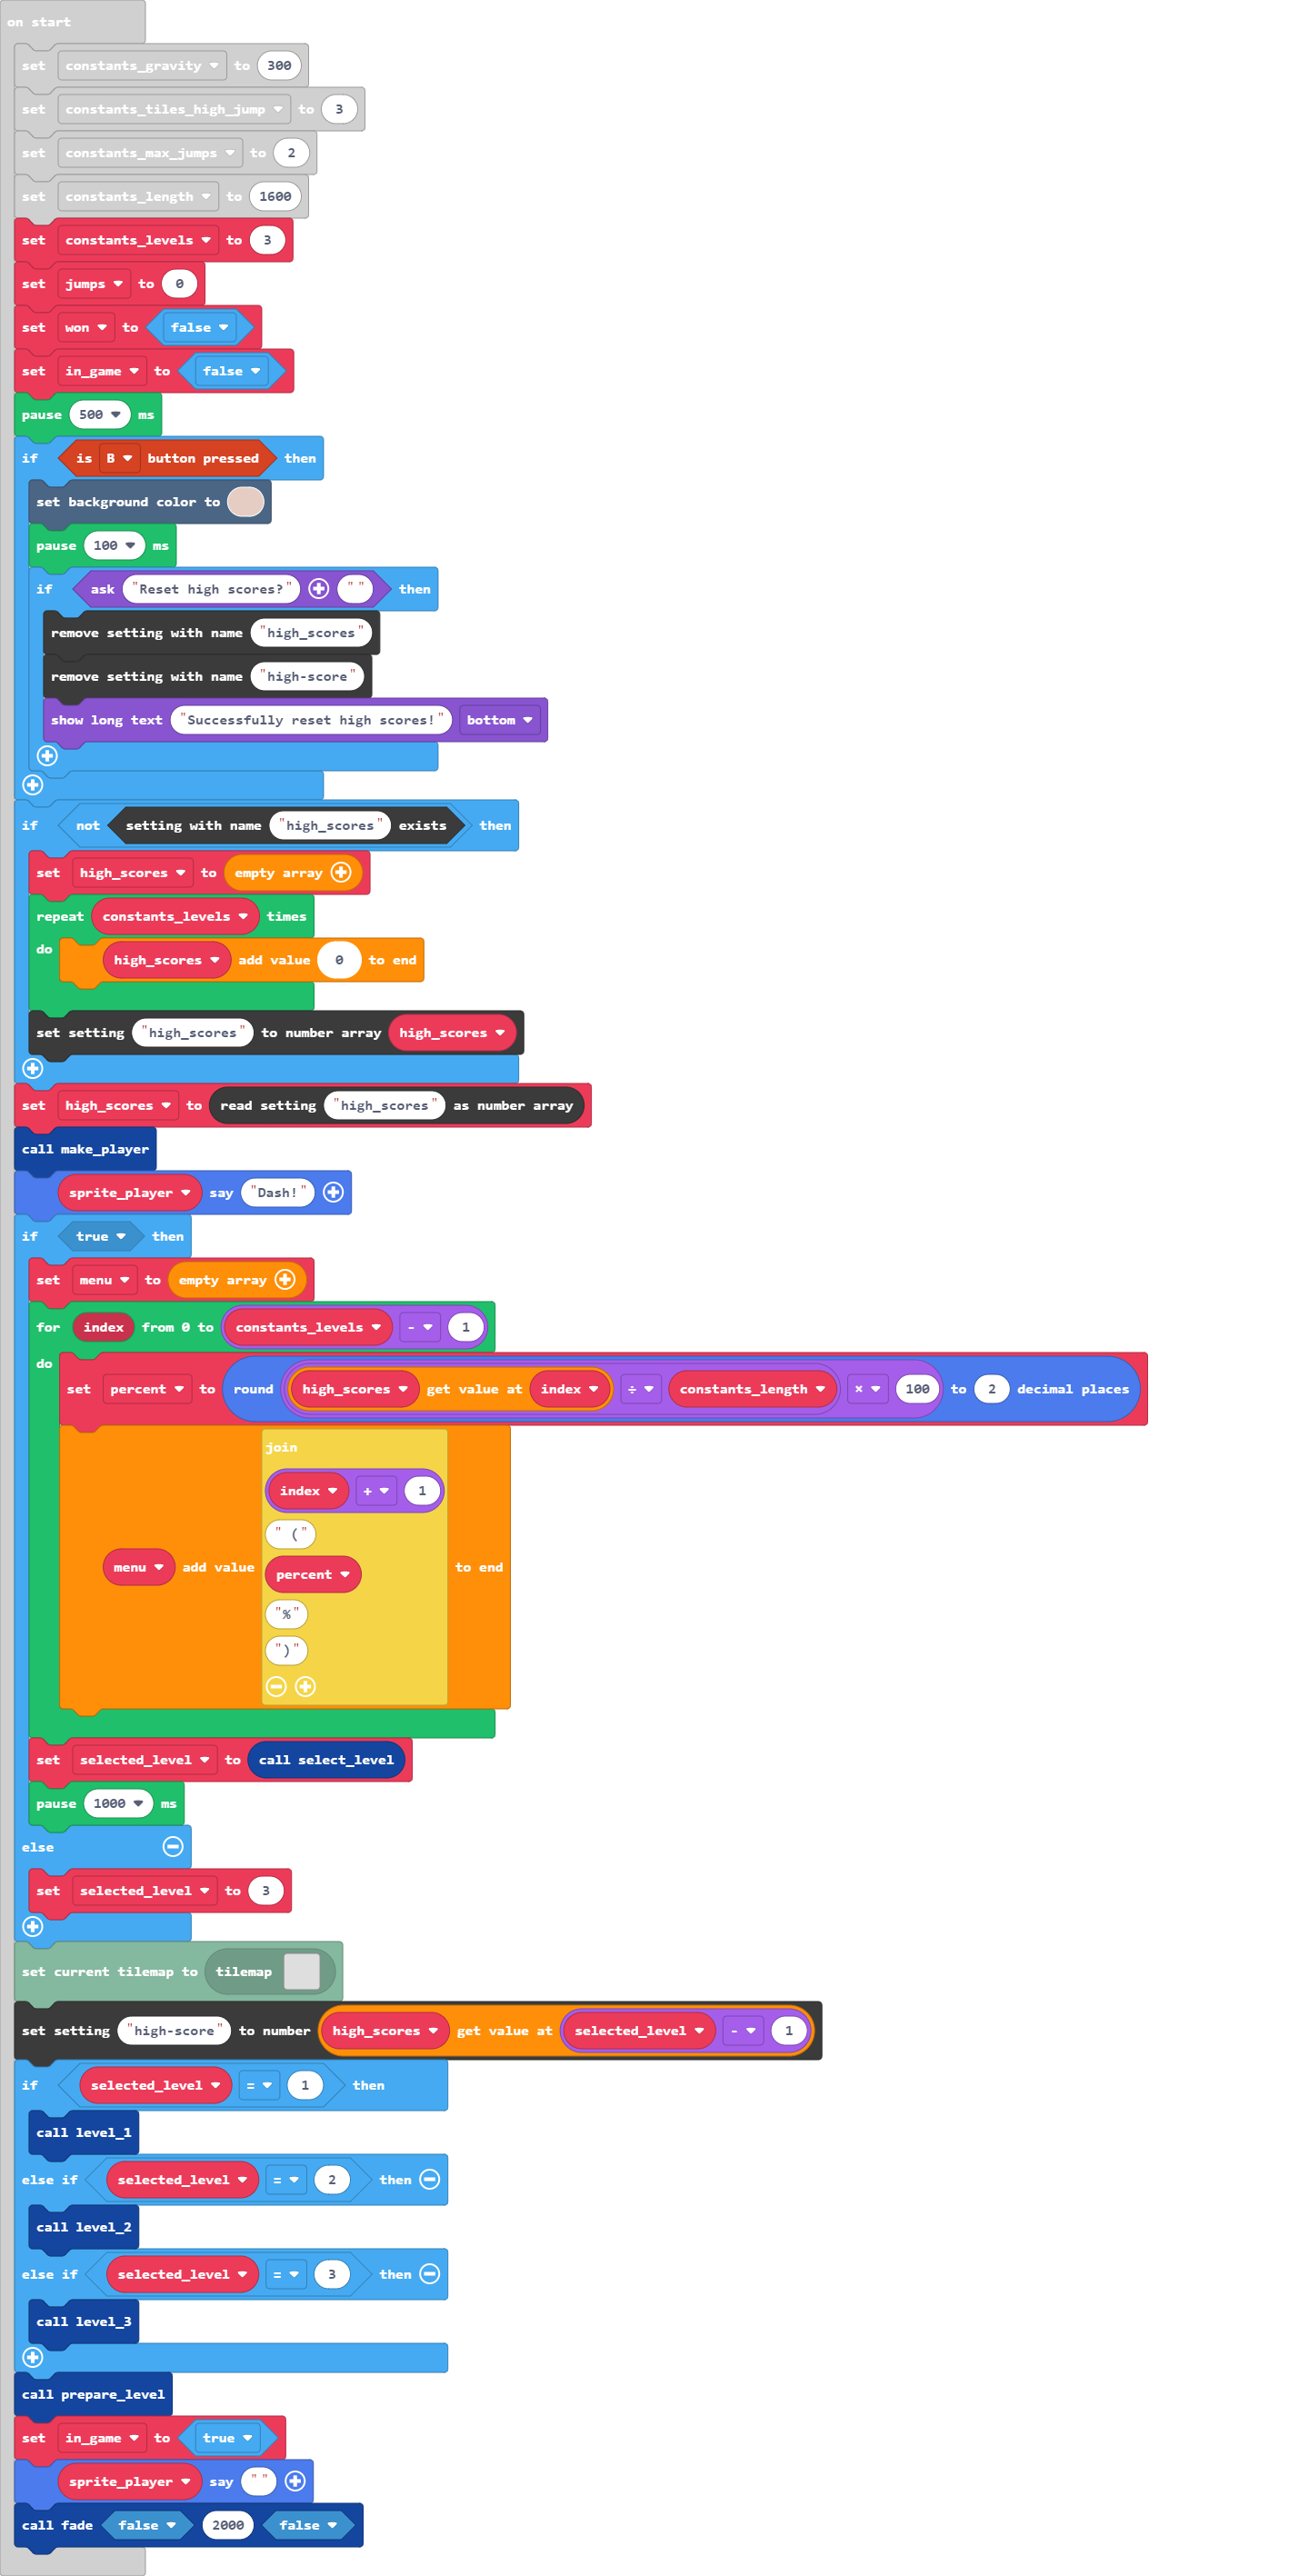 on start
set constants_gravity to 300
set constants_tiles_high_jump to 3
set constants_max_jumps to 2
set constants_length to 1600
set constants_levels to 3
set jumps to 0
set won to false
set in_game to false
pause 500 ms
if is B button pressed then
set background color to
pause 100 ms
if ask "Reset high scores?" "" then
remove setting with name "high_scores"
remove setting with name "high-score"
show long text "Successfully reset high scores!" bottom
if not setting with name "high_scores" exists then
set high_scores to empty array
repeat constants_levels times
do high_scores add value 0 to end
set setting "high_scores" to number array high_scores
set high_scores to read setting "high_scores" as number array
call make_player
sprite_player say "Dash!"
if true then
set menu to empty array
for index from 0 to constants_levels - 1
do
set percent to round high_scores get value at index ÷ constants_length × 100 to 2 decimal places
join
index + 1
" ("
menu add value percent to end
"%"
")"
set selected_level to call select_level
pause 1000 ms
else
set selected_level to 3
set current tilemap to tilemap
set setting "high-score" to number high_scores get value at selected_level - 1
if selected_level = 1 then
call level_1
else if selected_level = 2 then
call level_2
else if selected_level = 3 then
call level_3
call prepare_level
set in_game to true
sprite_player say ""
call fade false 2000 false